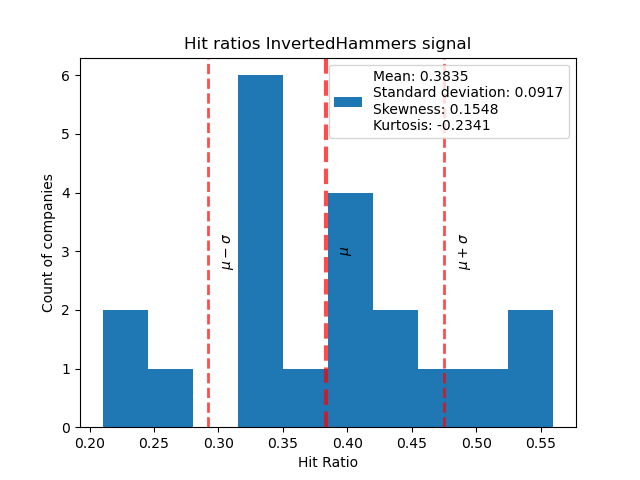 Hit ratios InvertedHammers signal
Mean: 0.3835
Standard deviation: 0.0917
Skewness: 0.1548
Kurtosis: -0.2341
Count of companies
6
5
4
3
2
1
0
μ − σ
μ
μ + σ
0.20 0.25 0.30 0.35 0.40 0.45 0.50 0.55
Hit Ratio